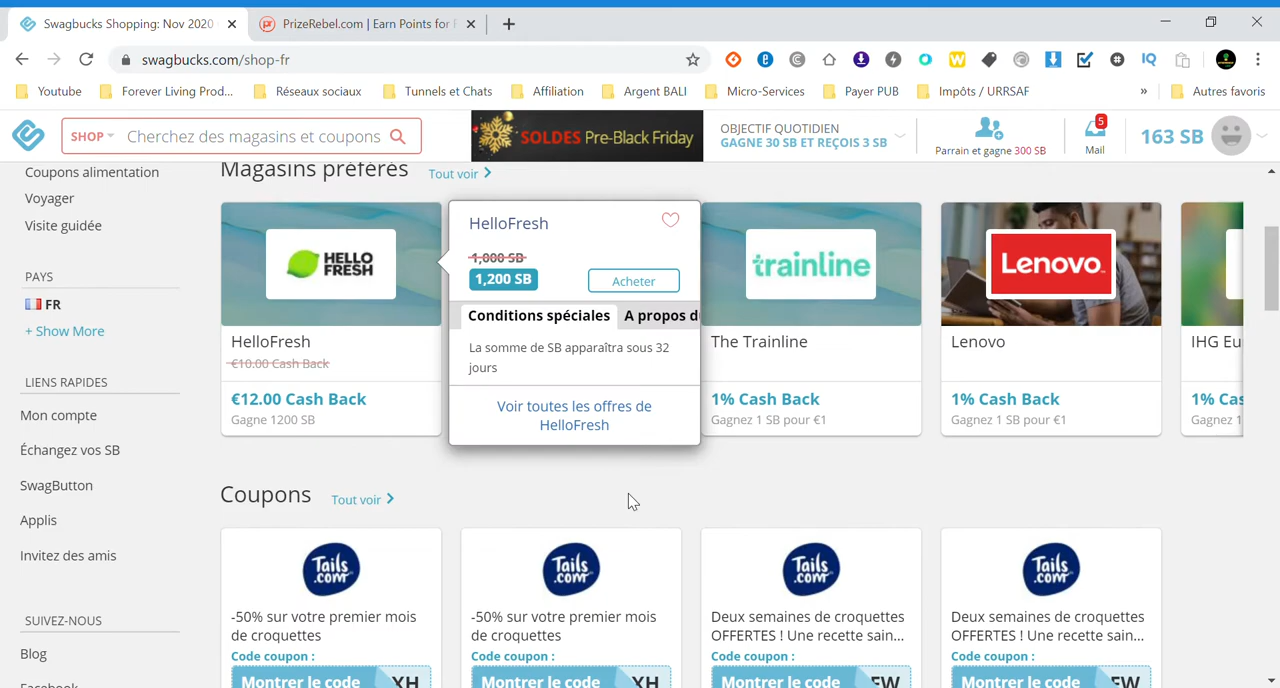 Swagbucks Shopping: Nov 2020
PrizeRebel.com | Earn Points for F
swagbucks.com/shop-fr
Youtube
Forever Living Prod...
Réseaux sociaux
Tunnels et Chats
Affiliation
Argent BALI
Micro-Services
Payer PUB
Impôts / URRSAF
»
Autres favoris
SHOP
Cherchez des magasins et coupons
SOLDES Pre-Black Friday
OBJECTIF QUOTIDIEN
GAGNE 30 SB ET REÇOIS 3 SB
Parrain et gagne 300 SB
5
Mail
163 SB
Coupons alimentation
Voyager
Visite guidée
PAYS
FR
+ Show More
LIENS RAPIDES
Mon compte
Échangez vos SB
SwagButton
Applis
Invitez des amis
SUIVEZ-NOUS
Blog
Facebook
Magasins préférés
Tout voir
HELLO
FRESH
HelloFresh
€10.00 Cash Back
€12.00 Cash Back
Gagne 1200 SB
HelloFresh
1,000 SB
1,200 SB
Acheter
Conditions spéciales
A propos d
La somme de SB apparaîtra sous 32
jours
Voir toutes les offres de
HelloFresh
trainline
The Trainline
1% Cash Back
Gagnez 1 SB pour €1
Lenovo
Lenovo
1% Cash Back
Gagnez 1 SB pour €1
IHG Eu
1% Cas
Gagnez 1
Coupons
Tout voir
Tails
.com
-50% sur votre premier mois
de croquettes
Code coupon :
Montrer le code
XH
Tails
.com
-50% sur votre premier mois
de croquettes
Code coupon :
Montrer le code
XH
Tails
.com
Deux semaines de croquettes
OFFERTES ! Une recette sain...
Code coupon :
Montrer le code
FW
Tails
.com
Deux semaines de croquettes
OFFERTES ! Une recette sain...
Code coupon :
Montrer le code
FW